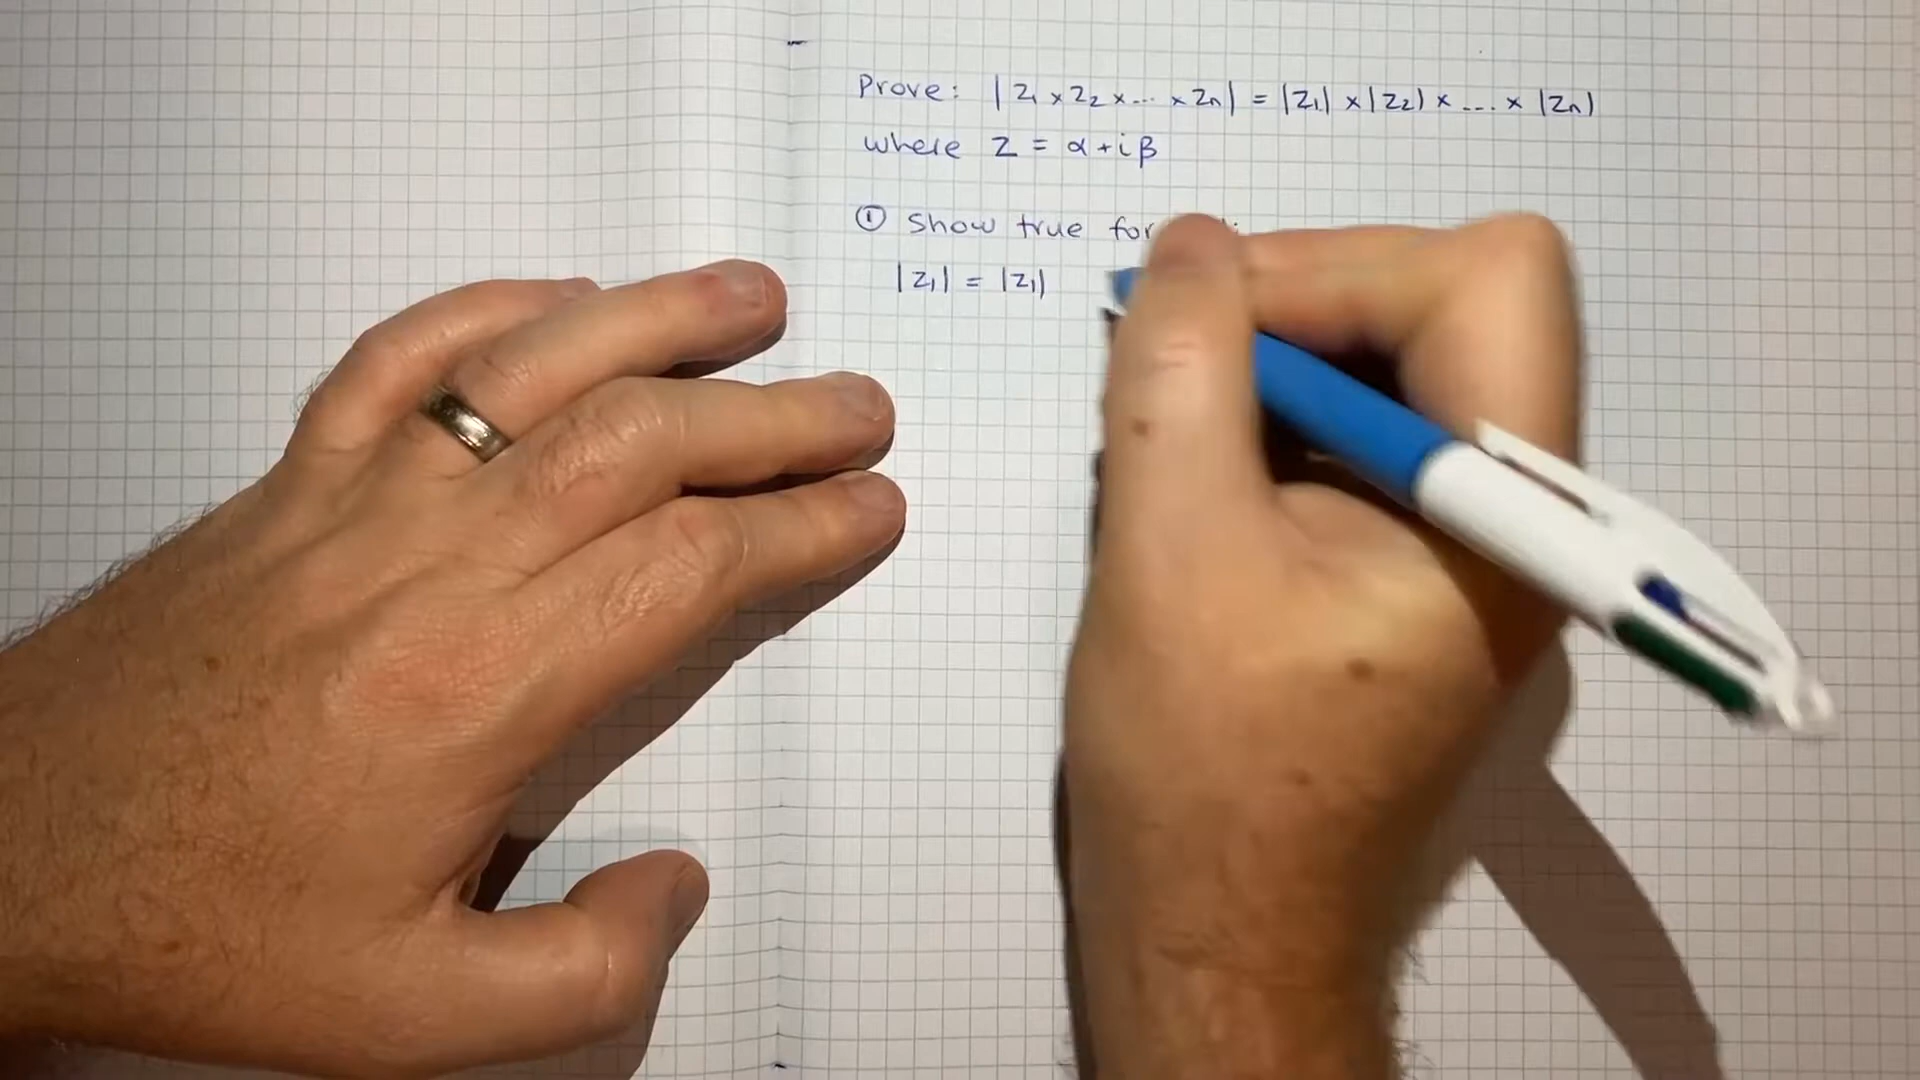 Prove: |z₁ × z₂ × ... × zₙ| = |z₁| × |z₂| × .... × |zₙ|
where z = α + iβ
① Show true for
|z₁| = |z₁|